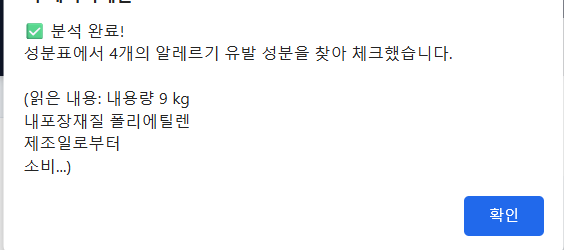 ✅ 분석 완료!
성분표에서 4개의 알레르기 유발 성분을 찾아 체크했습니다.
(읽은 내용: 내용량 9 kg
내포장재질 폴리에틸렌
제조일로부터
소비...)
확인